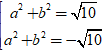 a² + b² = √10
a² + b² = −√10